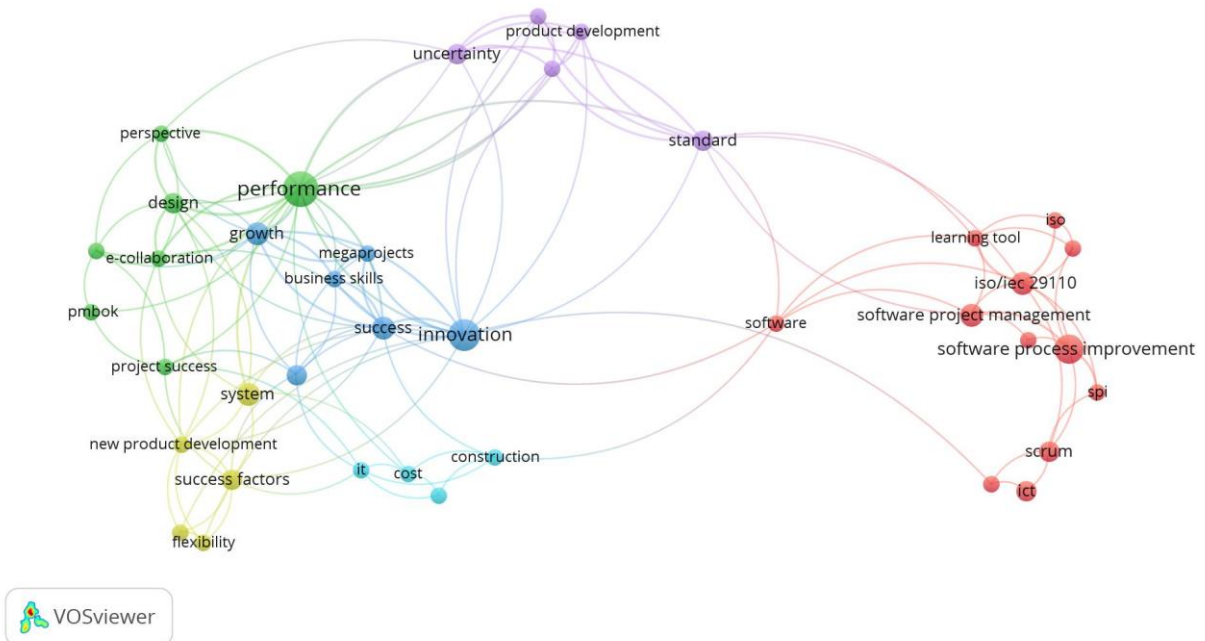 product development
uncertainty
perspective
standard
performance
design
growth
iso
learning tool
megaprojects
e-collaboration
business skills
iso/iec 29110
pmbok
software project management
software
success
innovation
software process improvement
project success
system
spi
new product development
scrum
construction
it
cost
success factors
ict
flexibility
VOSviewer